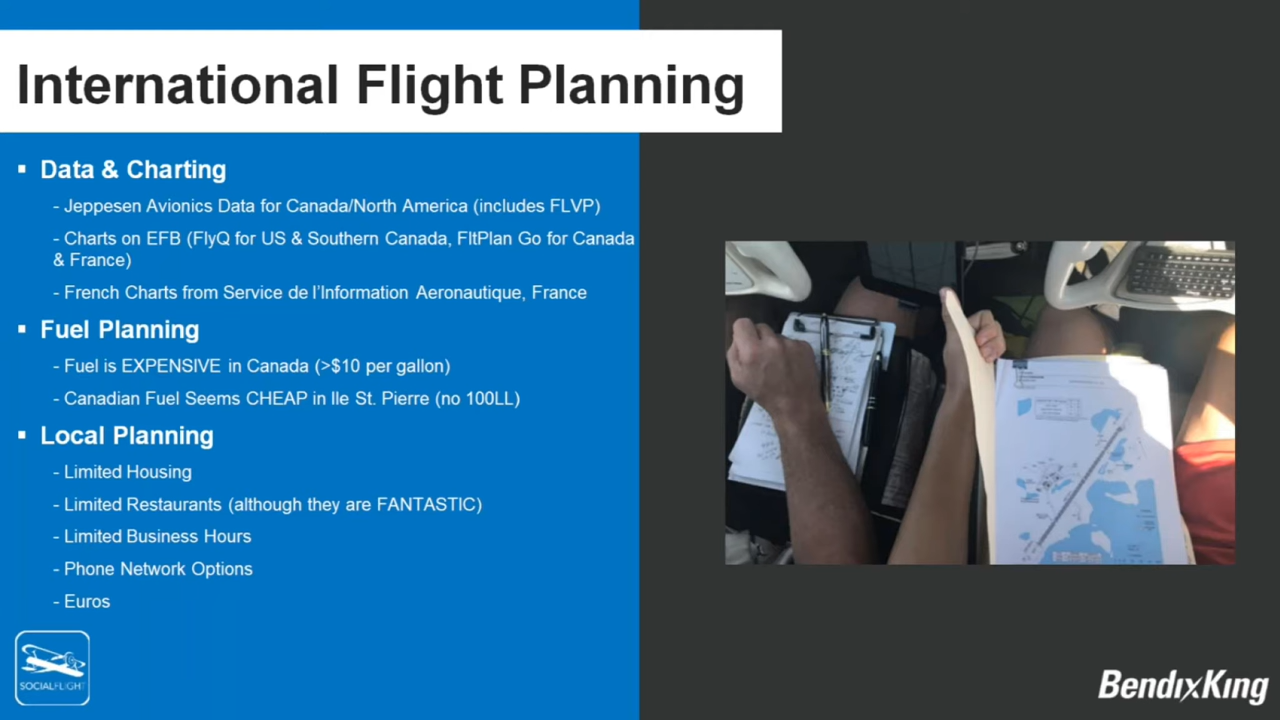 International Flight Planning
▪ Data & Charting
- Jeppesen Avionics Data for Canada/North America (includes FLVP)
- Charts on EFB (FlyQ for US & Southern Canada, FltPlan Go for Canada
& France)
- French Charts from Service de l'Information Aeronautique, France
▪ Fuel Planning
- Fuel is EXPENSIVE in Canada (>$10 per gallon)
- Canadian Fuel Seems CHEAP in Ile St. Pierre (no 100LL)
▪ Local Planning
- Limited Housing
- Limited Restaurants (although they are FANTASTIC)
- Limited Business Hours
- Phone Network Options
- Euros
SOCIALFLIGHT
BendixKing